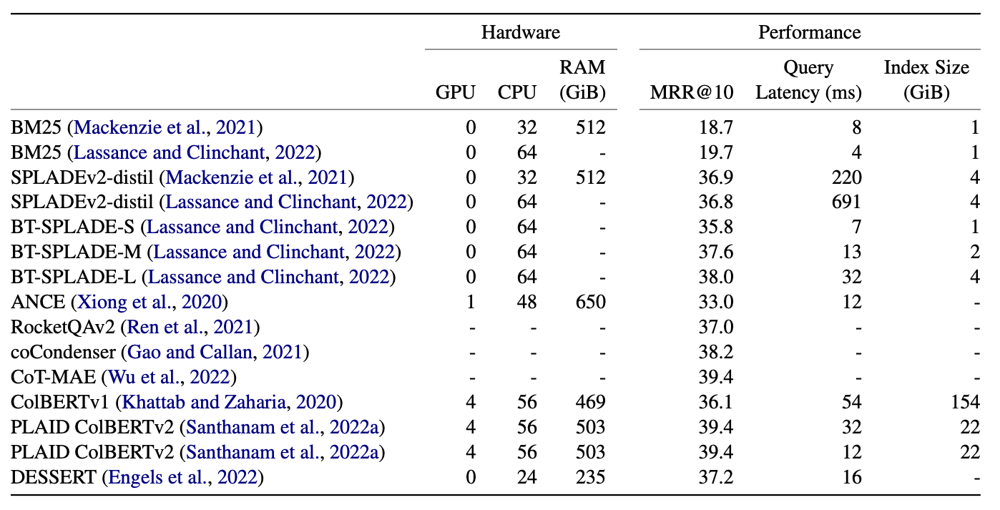 Hardware Performance
RAM Query Index Size
GPU CPU (GiB) MRR@10 Latency (ms) (GiB)
BM25 (Mackenzie et al., 2021) 0 32 512 18.7 8 1
BM25 (Lassance and Clinchant, 2022) 0 64 - 19.7 4 1
SPLADEv2-distil (Mackenzie et al., 2021) 0 32 512 36.9 220 4
SPLADEv2-distil (Lassance and Clinchant, 2022) 0 64 - 36.8 691 4
BT-SPLADE-S (Lassance and Clinchant, 2022) 0 64 - 35.8 7 1
BT-SPLADE-M (Lassance and Clinchant, 2022) 0 64 - 37.6 13 2
BT-SPLADE-L (Lassance and Clinchant, 2022) 0 64 - 38.0 32 4
ANCE (Xiong et al., 2020) 1 48 650 33.0 12 -
RocketQAv2 (Ren et al., 2021) - - - 37.0 - -
coCondenser (Gao and Callan, 2021) - - - 38.2 - -
CoT-MAE (Wu et al., 2022) - - - 39.4 - -
ColBERTv1 (Khattab and Zaharia, 2020) 4 56 469 36.1 54 154
PLAID ColBERTv2 (Santhanam et al., 2022a) 4 56 503 39.4 32 22
PLAID ColBERTv2 (Santhanam et al., 2022a) 4 56 503 39.4 12 22
DESSERT (Engels et al., 2022) 0 24 235 37.2 16 -